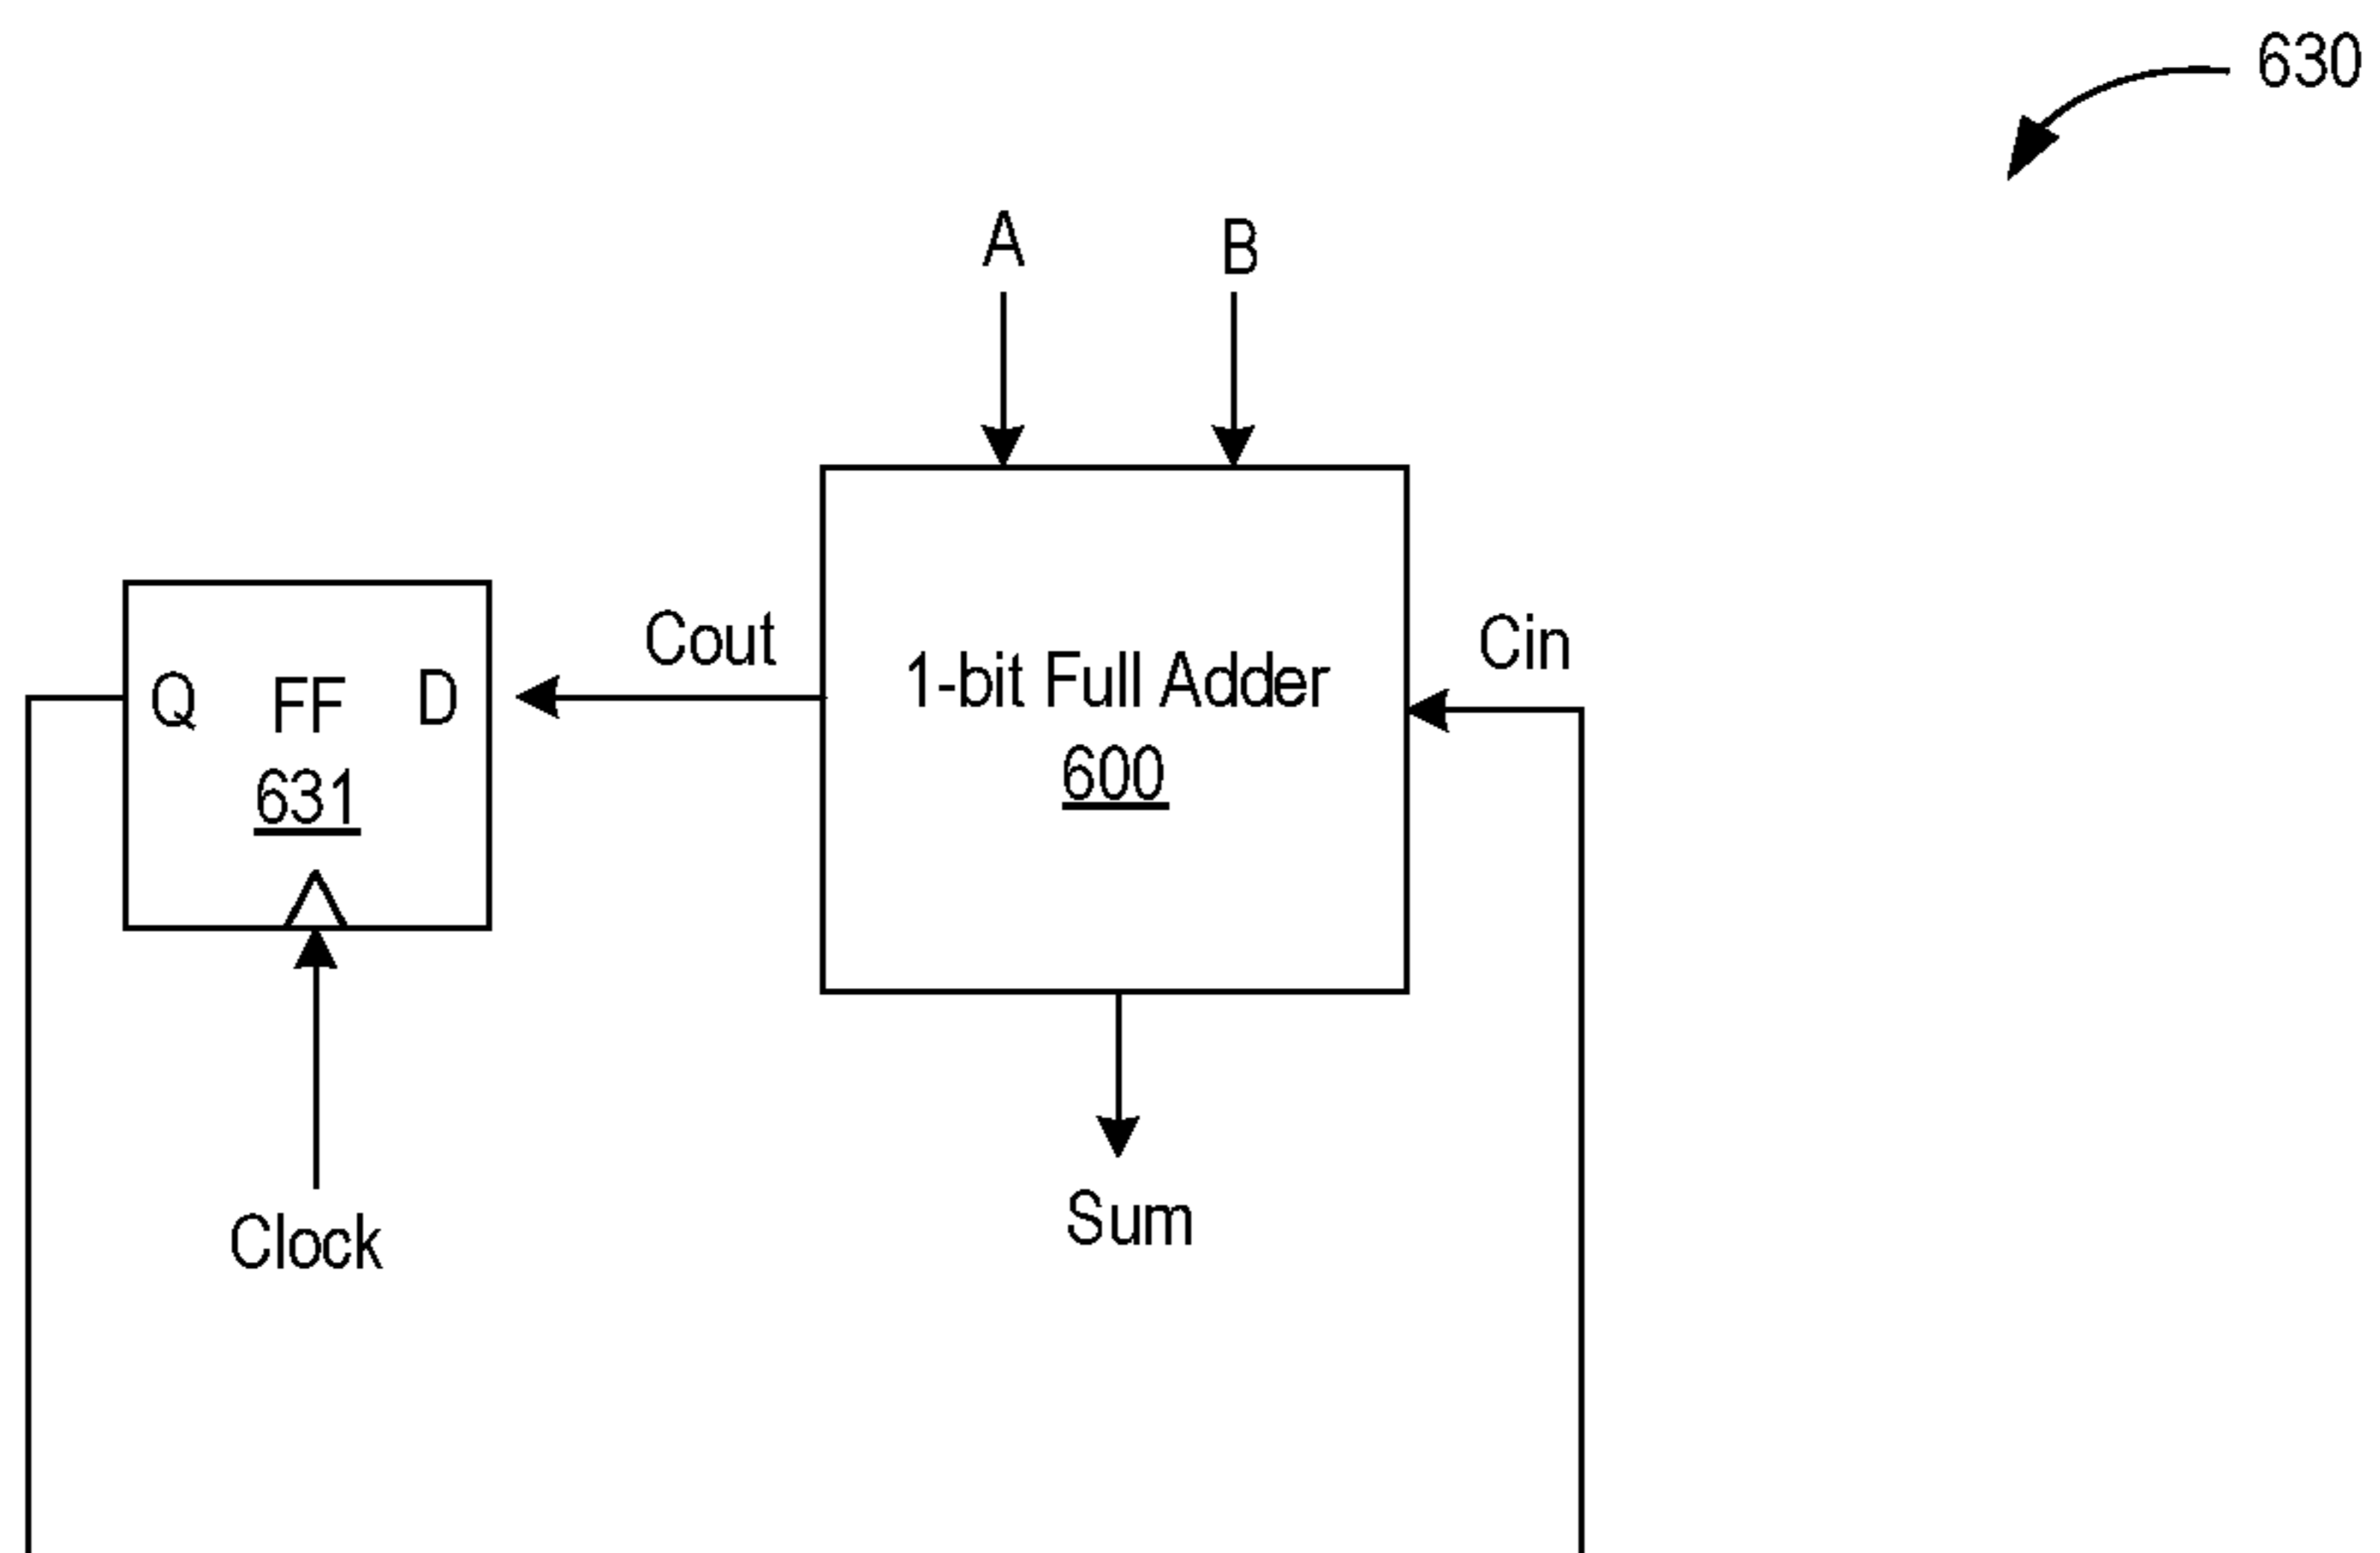 630
A
B
Cout
Cin
Q
FF
D
631
1-bit Full Adder
600
Clock
Sum